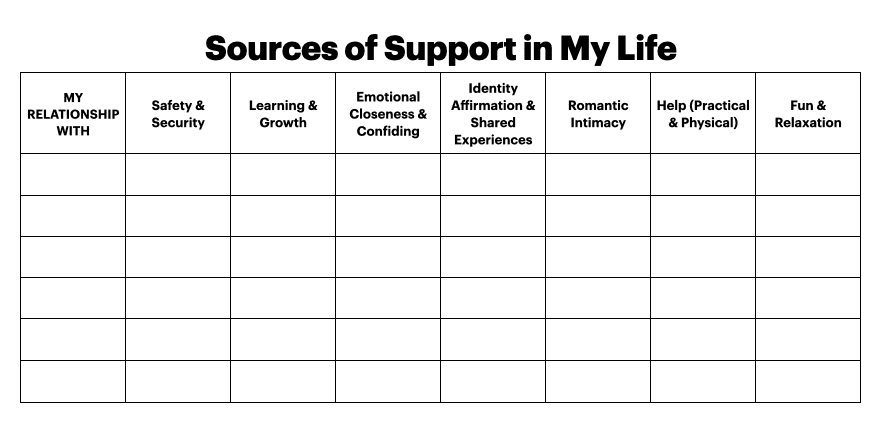 Sources of Support in My Life
MY
RELATIONSHIP
WITH
Safety &
Security
Learning &
Growth
Emotional
Closeness &
Confiding
Identity
Affirmation &
Shared
Experiences
Romantic
Intimacy
Help (Practical
& Physical)
Fun &
Relaxation